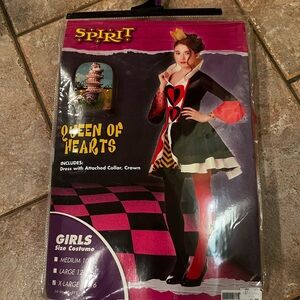 SPIRIT
QUEEN OF
HEARTS
INCLUDES:
Dress with Attached Collar, Crown
GIRLS
Size Costume
MEDIUM
LARGE
X-LARGE